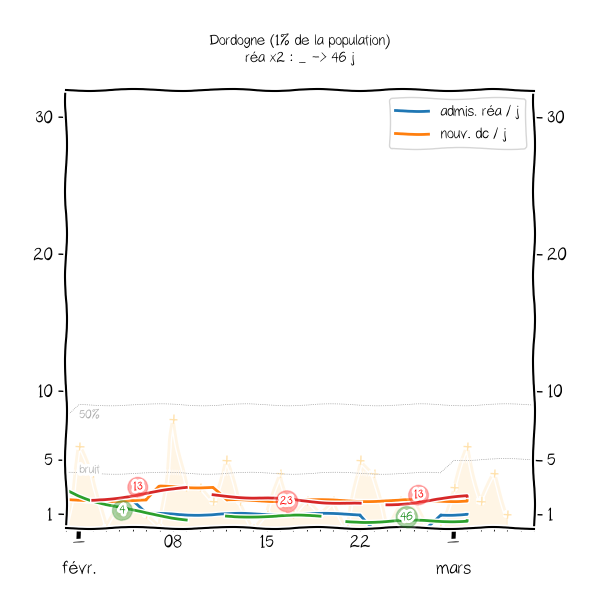 Dordogne (1% de la population)
réa x2 : _ -> 46 j
admis. réa / j
nouv. dc / j
30
30
20
20
10
10
50%
5
5
bruit
13
13
23
4
46
1
1
08
15
22
févr.
mars